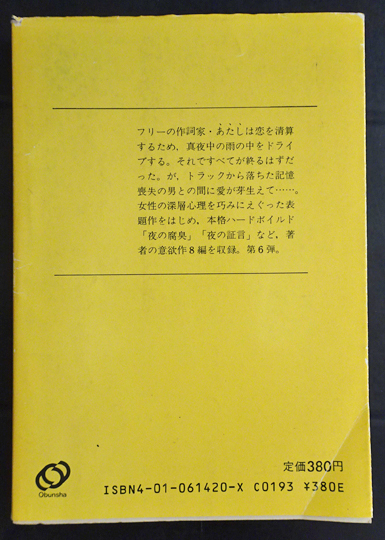 フリーの作詞家・あたしは恋を清算
するため、真夜中の雨の中をドライ
ブする。それですべてが終るはずだ
った。が、トラックから落ちた記憶
喪失の男との間に愛が芽生えて……。
女性の深層心理を巧みにえぐった表
題作をはじめ、本格ハードボイルド
「夜の腐臭」「夜の証言」など、著
者の意欲作8編を収録。第6弾。
定価380円
Obunsha
ISBN4-01-061420-X C0193 ¥380E